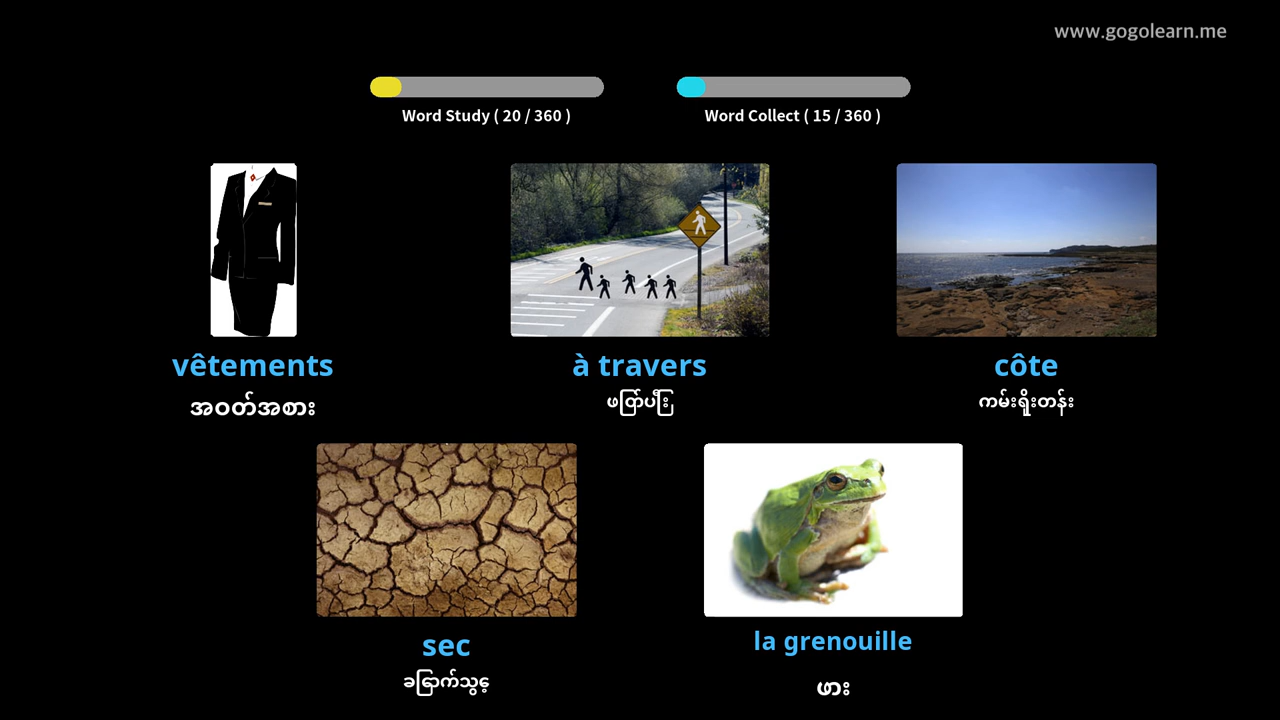 www.gogolearn.me
Word Study ( 20 / 360 )
Word Collect ( 15 / 360 )
vêtements
à travers
côte
အဝတ်အစား
ဖြတ်ပြီး
ကမ်းရိုးတန်း
sec
la grenouille
ခြောက်သွေ့
ဖား